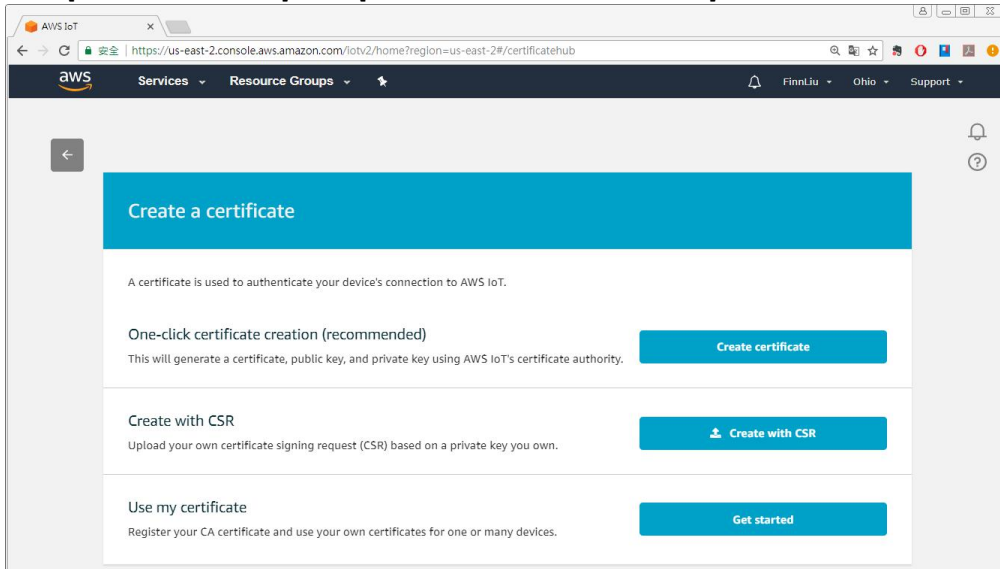 AWS IoT
安全 | https://us-east-2.console.aws.amazon.com/iotv2/home?region=us-east-2#/certificatehub
aws Services Resource Groups FinnLiu Ohio Support
Create a certificate
A certificate is used to authenticate your device's connection to AWS IoT.
One-click certificate creation (recommended)
This will generate a certificate, public key, and private key using AWS IoT's certificate authority.
Create certificate
Create with CSR
Upload your own certificate signing request (CSR) based on a private key you own.
Create with CSR
Use my certificate
Register your CA certificate and use your own certificates for one or many devices.
Get started